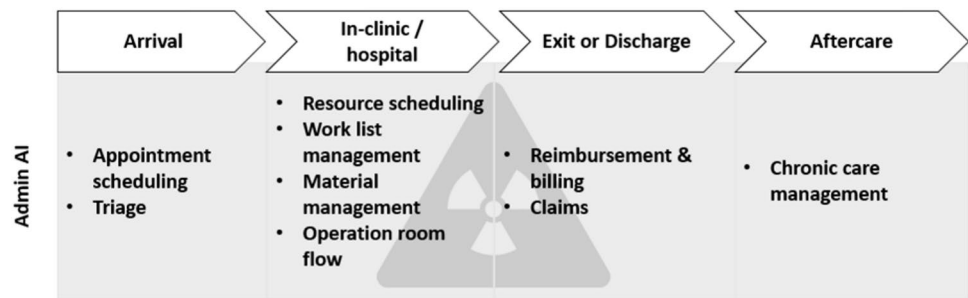 Arrival
In-clinic /
hospital
Exit or Discharge
Aftercare
Admin AI
• Appointment
scheduling
• Triage
• Resource scheduling
• Work list
management
• Material
management
• Operation room
flow
• Reimbursement &
billing
• Claims
• Chronic care
management